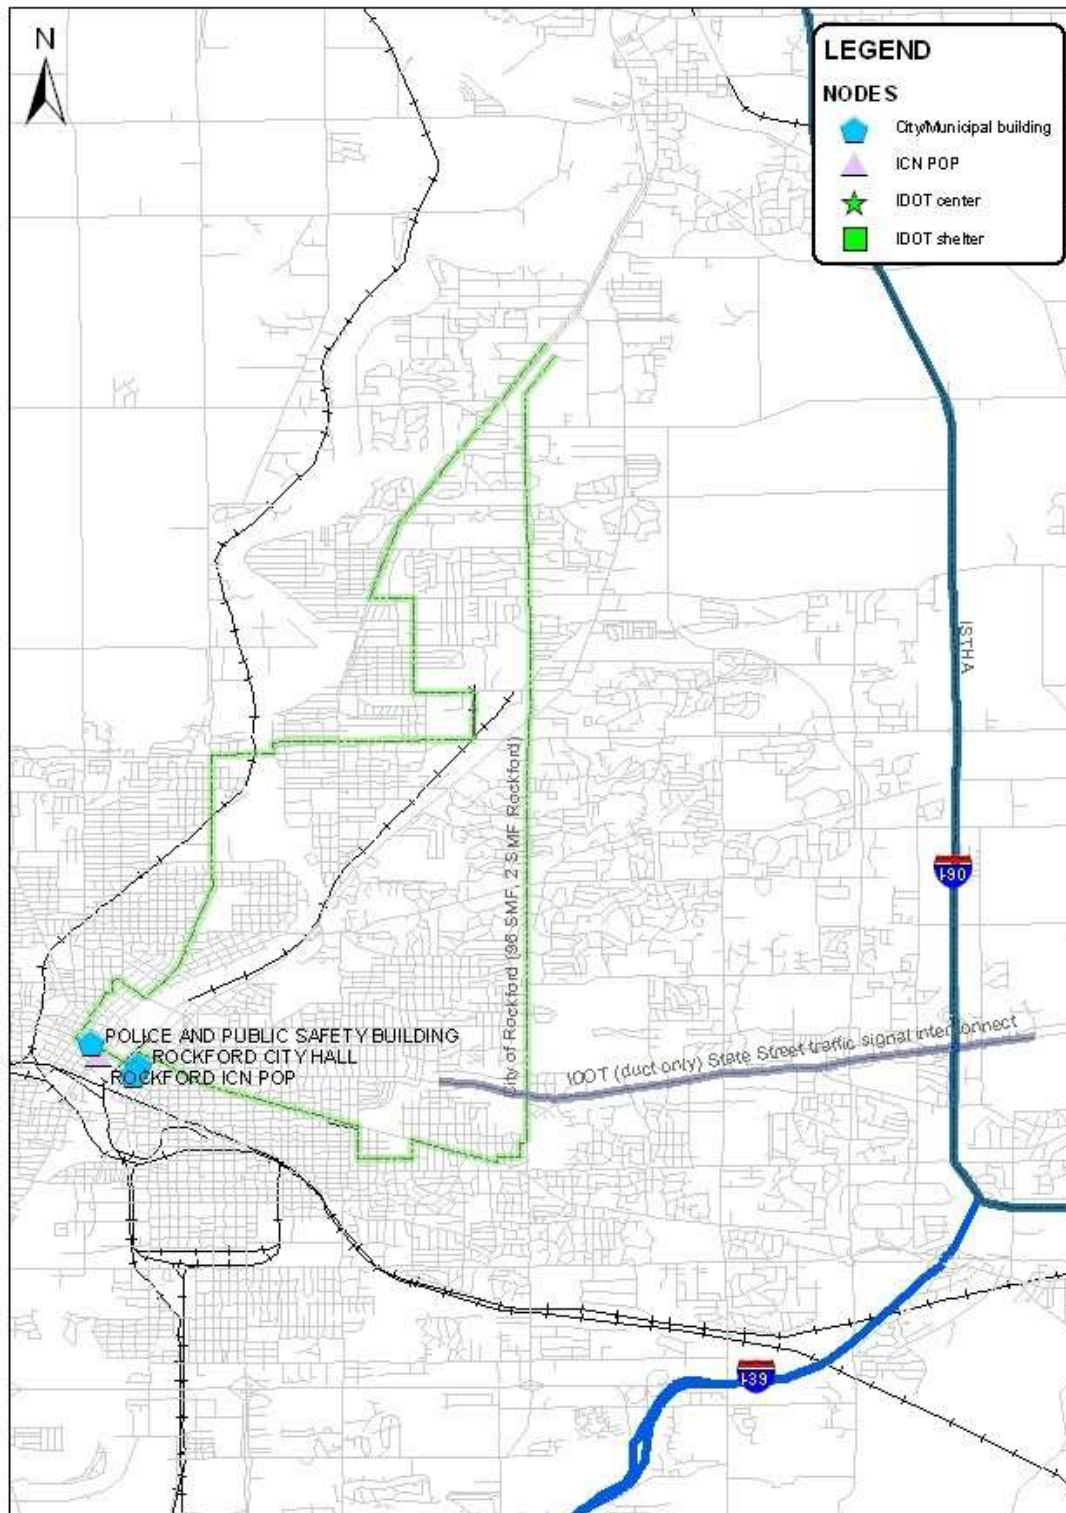 N
LEGEND
NODES
City/Municipal building
ICN POP
IDOT center
IDOT shelter
ISTHA
City of Rockford (96 SMF, 2 SMF Rockford)
I-90
IDOT (duct only) State Street traffic signal interconnect
POLICE AND PUBLIC SAFETY BUILDING
ROCKFORD CITY HALL
ROCKFORD ICN POP
I-39